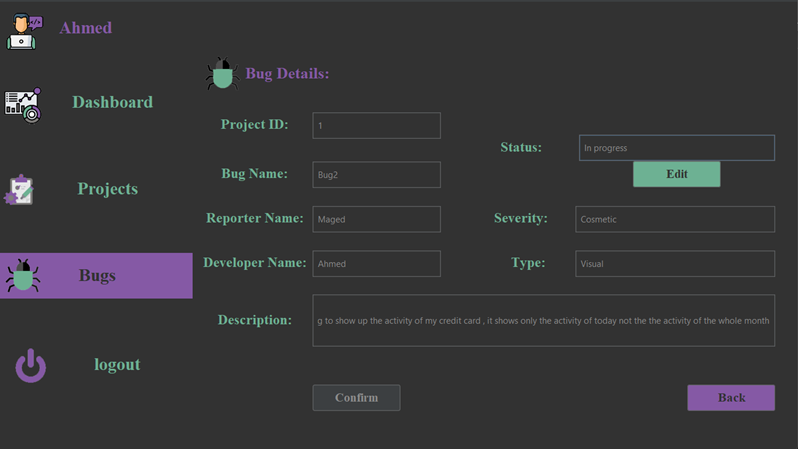 Ahmed
Dashboard
Projects
Bugs
logout
Bug Details:
Project ID: 1
Status: In progress
Edit
Bug Name: Bug2
Reporter Name: Maged
Severity: Cosmetic
Developer Name: Ahmed
Type: Visual
Description: g to show up the activity of my credit card , it shows only the activity of today not the the activity of the whole month
Confirm
Back